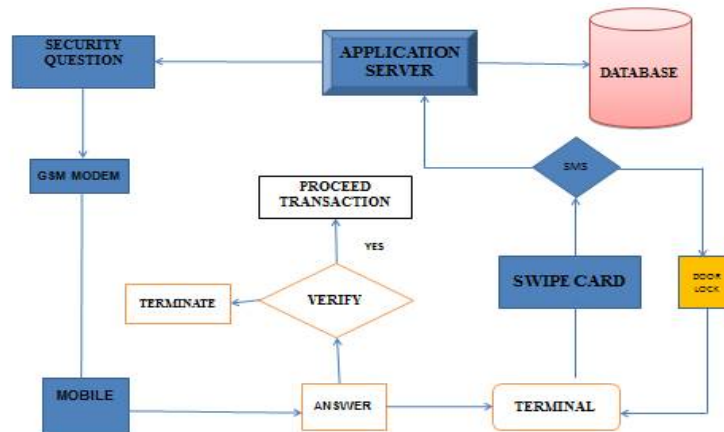 SECURITY
QUESTION
APPLICATION
SERVER
DATABASE
GSM MODEM
SMS
PROCEED
TRANSACTION
YES
SWIPE CARD
DOOR
LOCK
TERMINATE
VERIFY
MOBILE
ANSWER
TERMINAL